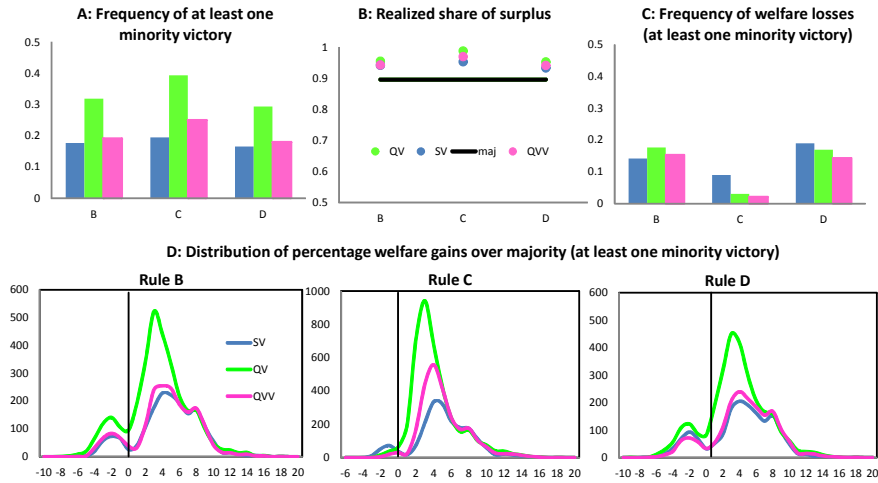 A: Frequency of at least one
minority victory
0.5
0.4
0.3
0.2
0.1
0
B C D
B: Realized share of surplus
1
0.9
0.8
0.7
0.6
0.5
QV SV maj QVV
B C D
C: Frequency of welfare losses
(at least one minority victory)
0.5
0.4
0.3
0.2
0.1
0
B C D
D: Distribution of percentage welfare gains over majority (at least one minority victory)
Rule B
600
500
400
300
200
100
0
SV
QV
QVV
-10 -8 -6 -4 -2 0 2 4 6 8 10 12 14 16 18 20
Rule C
1000
800
600
400
200
0
-6 -4 -2 0 2 4 6 8 10 12 14 16 18 20
Rule D
600
500
400
300
200
100
0
-10 -8 -6 -4 -2 0 2 4 6 8 10 12 14 16 18 20